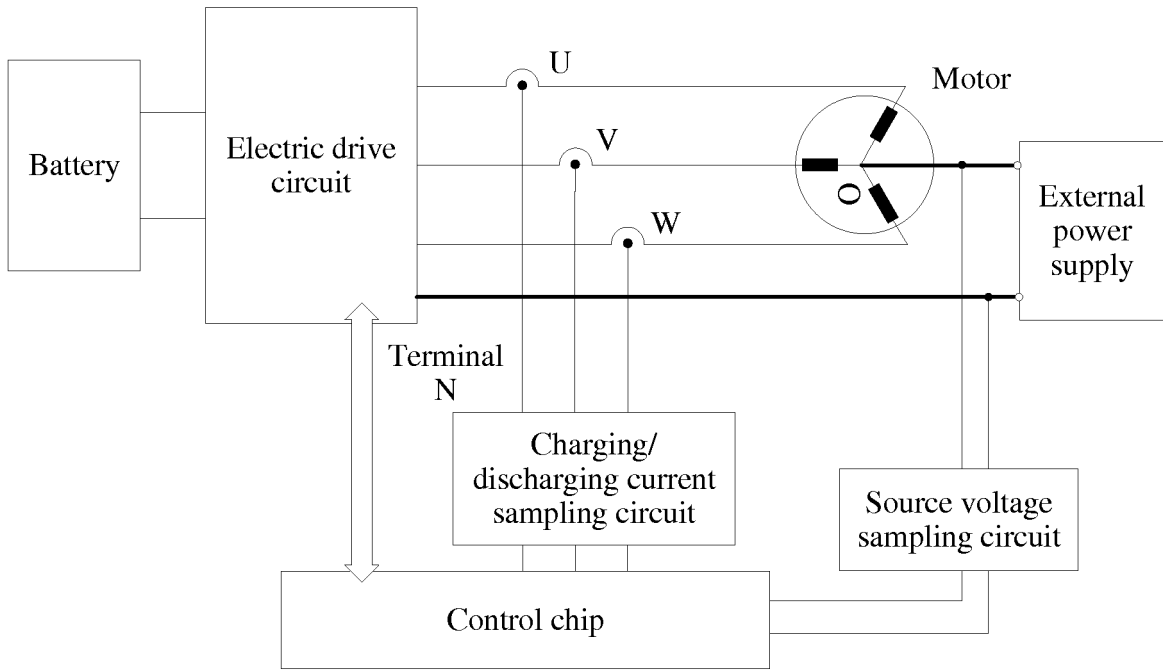 U
Motor
Electric drive
circuit
V
Battery
O
External
power
supply
W
Terminal
N
Charging/
discharging current
sampling circuit
Source voltage
sampling circuit
Control chip